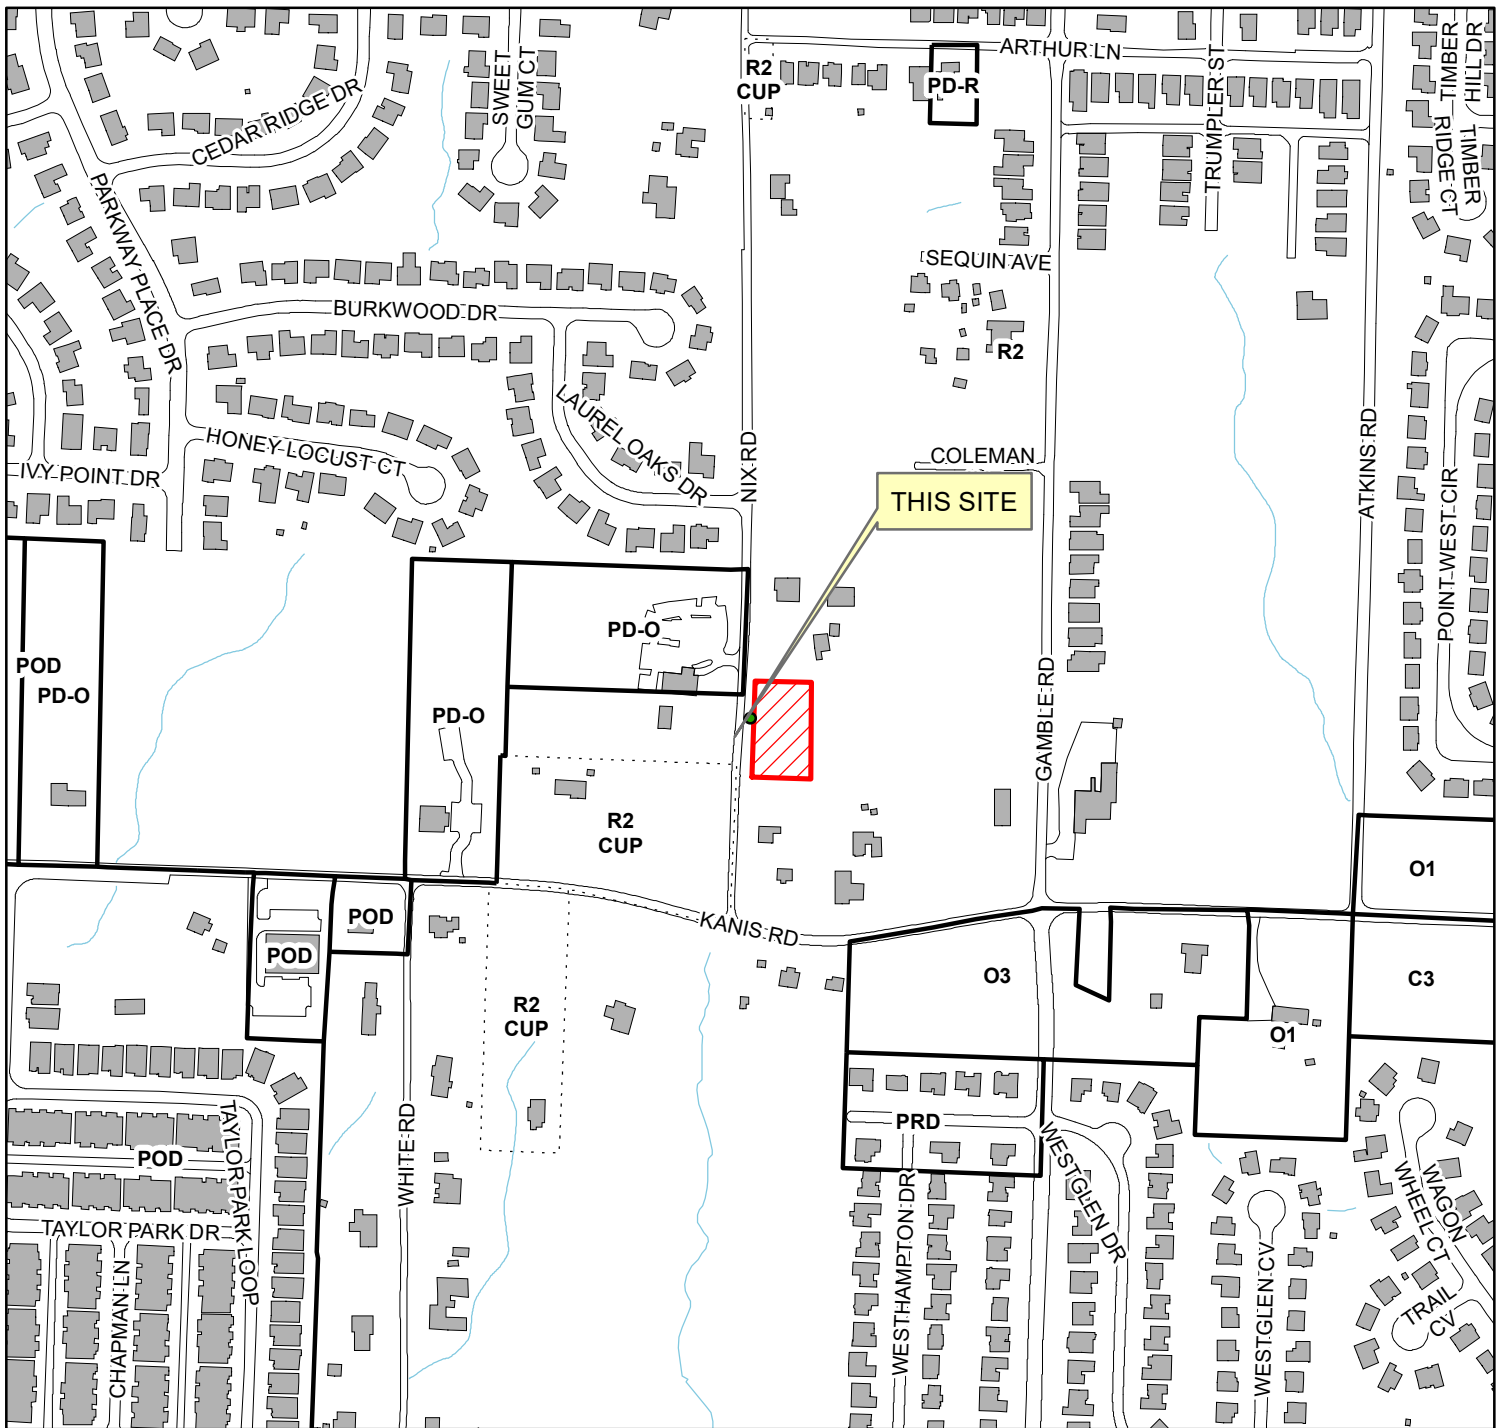 ARTHUR LN
R2
CUP
PD-R
SWEET
GUM CT
CEDAR RIDGE DR
TRUMPLER ST
TIMBER
RIDGE CT
TIMBER
HILL DR
TIMBER
PARKWAY PLACE DR
SEQUIN AVE
BURKWOOD DR
R2
LAUREL OAKS DR
HONEY LOCUST CT
IVY POINT DR
NIX RD
COLEMAN
ATKINS RD
POINT WEST CIR
THIS SITE
PD-O
POD
PD-O
PD-O
GAMBLE RD
R2
CUP
O1
POD
KANIS RD
POD
O3
C3
R2
CUP
O1
PRD
TAYLOR PARK LOOP
POD
WHITE RD
WESTGLEN DR
WAGON
WHEEL CT
TAYLOR PARK DR
CHAPMAN LN
WESTHAMPTON DR
WESTGLEN CV
TRAIL
CV